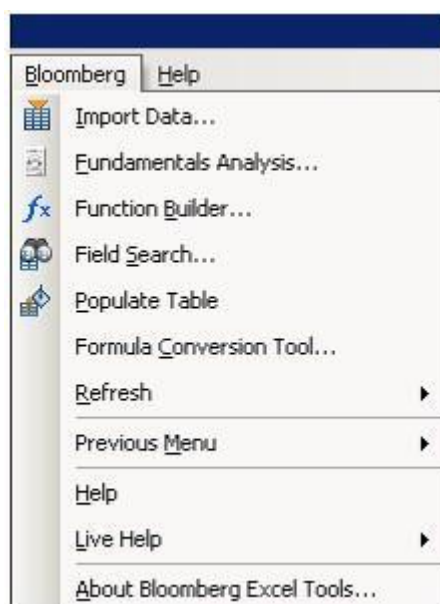 Bloomberg Help
Import Data...
Fundamentals Analysis...
fx Function Builder...
Field Search...
Populate Table
Formula Conversion Tool...
Refresh
Previous Menu
Help
Live Help
About Bloomberg Excel Tools...